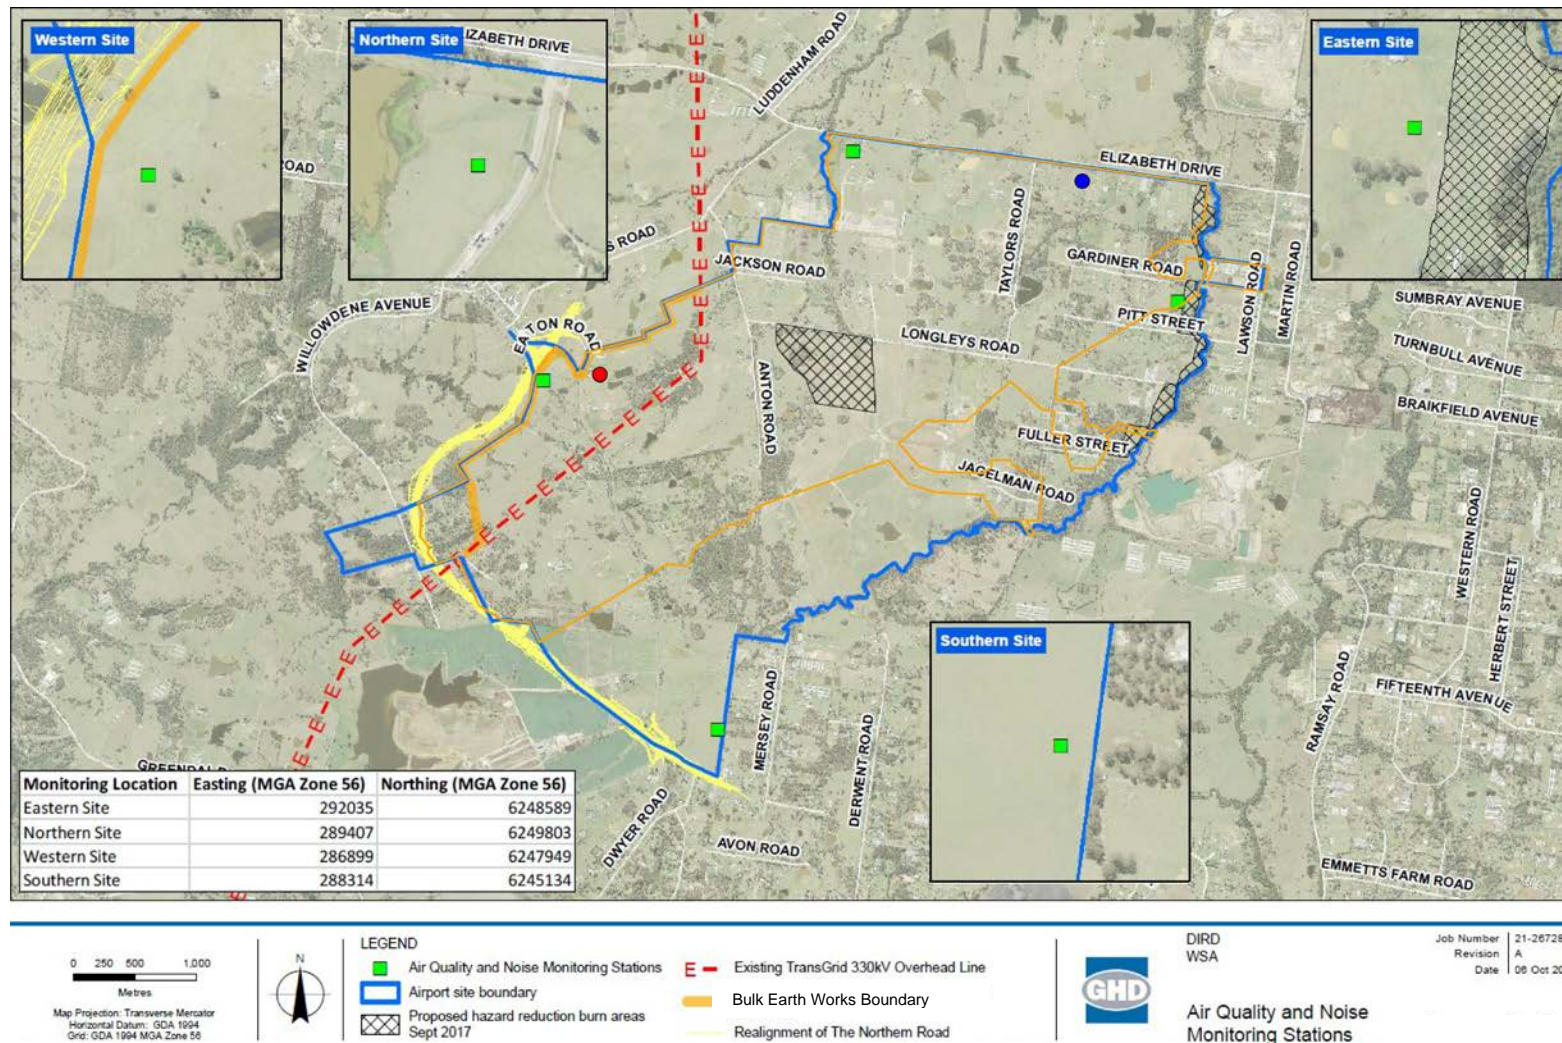 Western Site
Northern Site
IZABETH DRIVE
LUDDENHAM ROAD
Eastern Site
ROAD
ELIZABETH DRIVE
S ROAD
JACKSON ROAD
TAYLORS ROAD
GARDINER ROAD
LAWSON ROAD
MARTIN ROAD
SUMBRAY AVENUE
WILLOWDENE AVENUE
EATON ROAD
PITT STREET
LONGLEYS ROAD
TURNBULL AVENUE
ANTON ROAD
BRAIKFIELD AVENUE
FULLER STREET
JAGELMAN ROAD
WESTERN ROAD
HERBERT STREET
Southern Site
MERSEY ROAD
DERWENT ROAD
RAMSAY ROAD
FIFTEENTH AVENUE
DWYER ROAD
AVON ROAD
EMMETTS FARM ROAD
Monitoring Location Easting (MGA Zone 56) Northing (MGA Zone 56)
Eastern Site 292035 6248589
Northern Site 289407 6249803
Western Site 286899 6247949
Southern Site 288314 6245134
0 250 500 1,000
Metres
Map Projection: Transverse Mercator
Horizontal Datum: GDA 1994
Grid: GDA 1994 MGA Zone 56
N
LEGEND
Air Quality and Noise Monitoring Stations
Airport site boundary
Proposed hazard reduction burn areas
Sept 2017
E Existing TransGrid 330kV Overhead Line
Bulk Earth Works Boundary
Realignment of The Northern Road
GHD
DIRD
WSA
Air Quality and Noise
Monitoring Stations
Job Number 21-26728
Revision A
Date 06 Oct 20